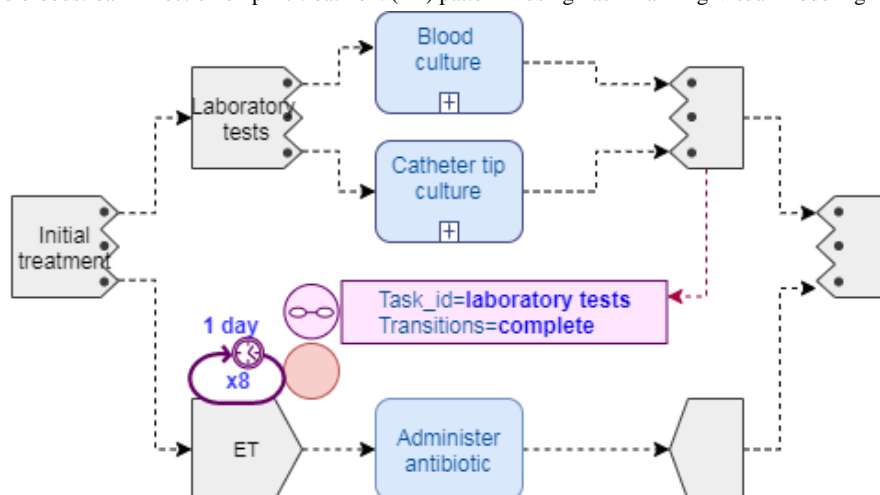 Blood
culture
Laboratory
tests
Catheter tip
culture
Initial
treatment
Task_id=laboratory tests
Transitions=complete
1 day
x8
ET
Administer
antibiotic